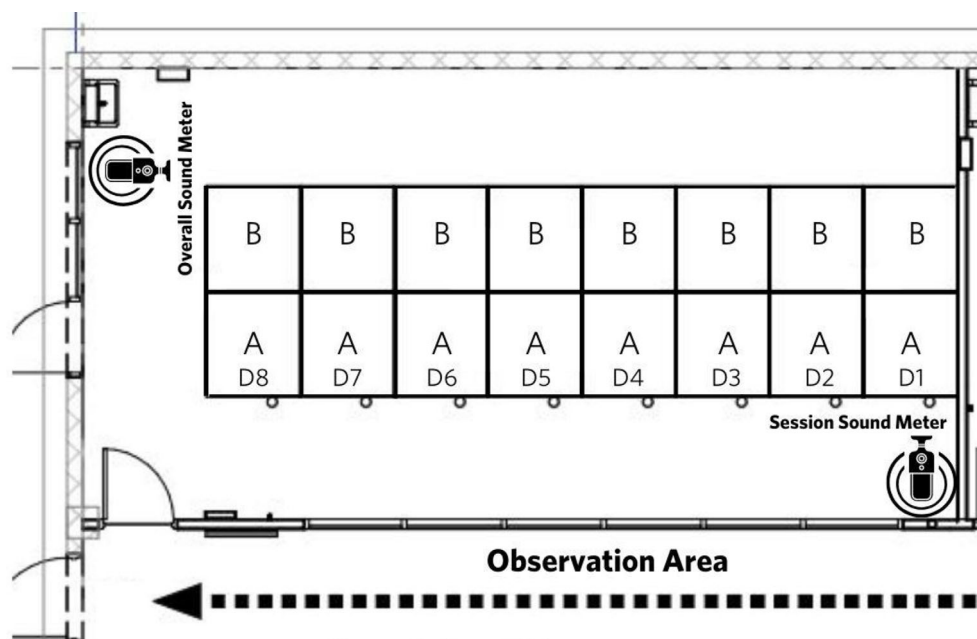 Overall Sound Meter
B B B B B B B B
A A A A A A A A
D8 D7 D6 D5 D4 D3 D2 D1
Session Sound Meter
Observation Area